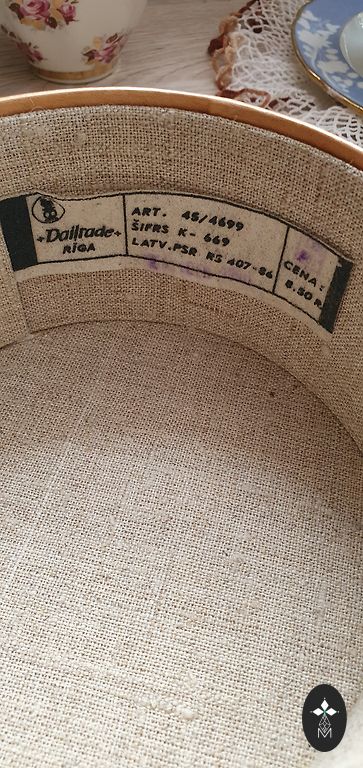 +Dailrade+
RĪGA
ART. 45/4699
ŠIFRS K- 669
LATV.PSR RS 407-86
CENA:
8.50 R.
M